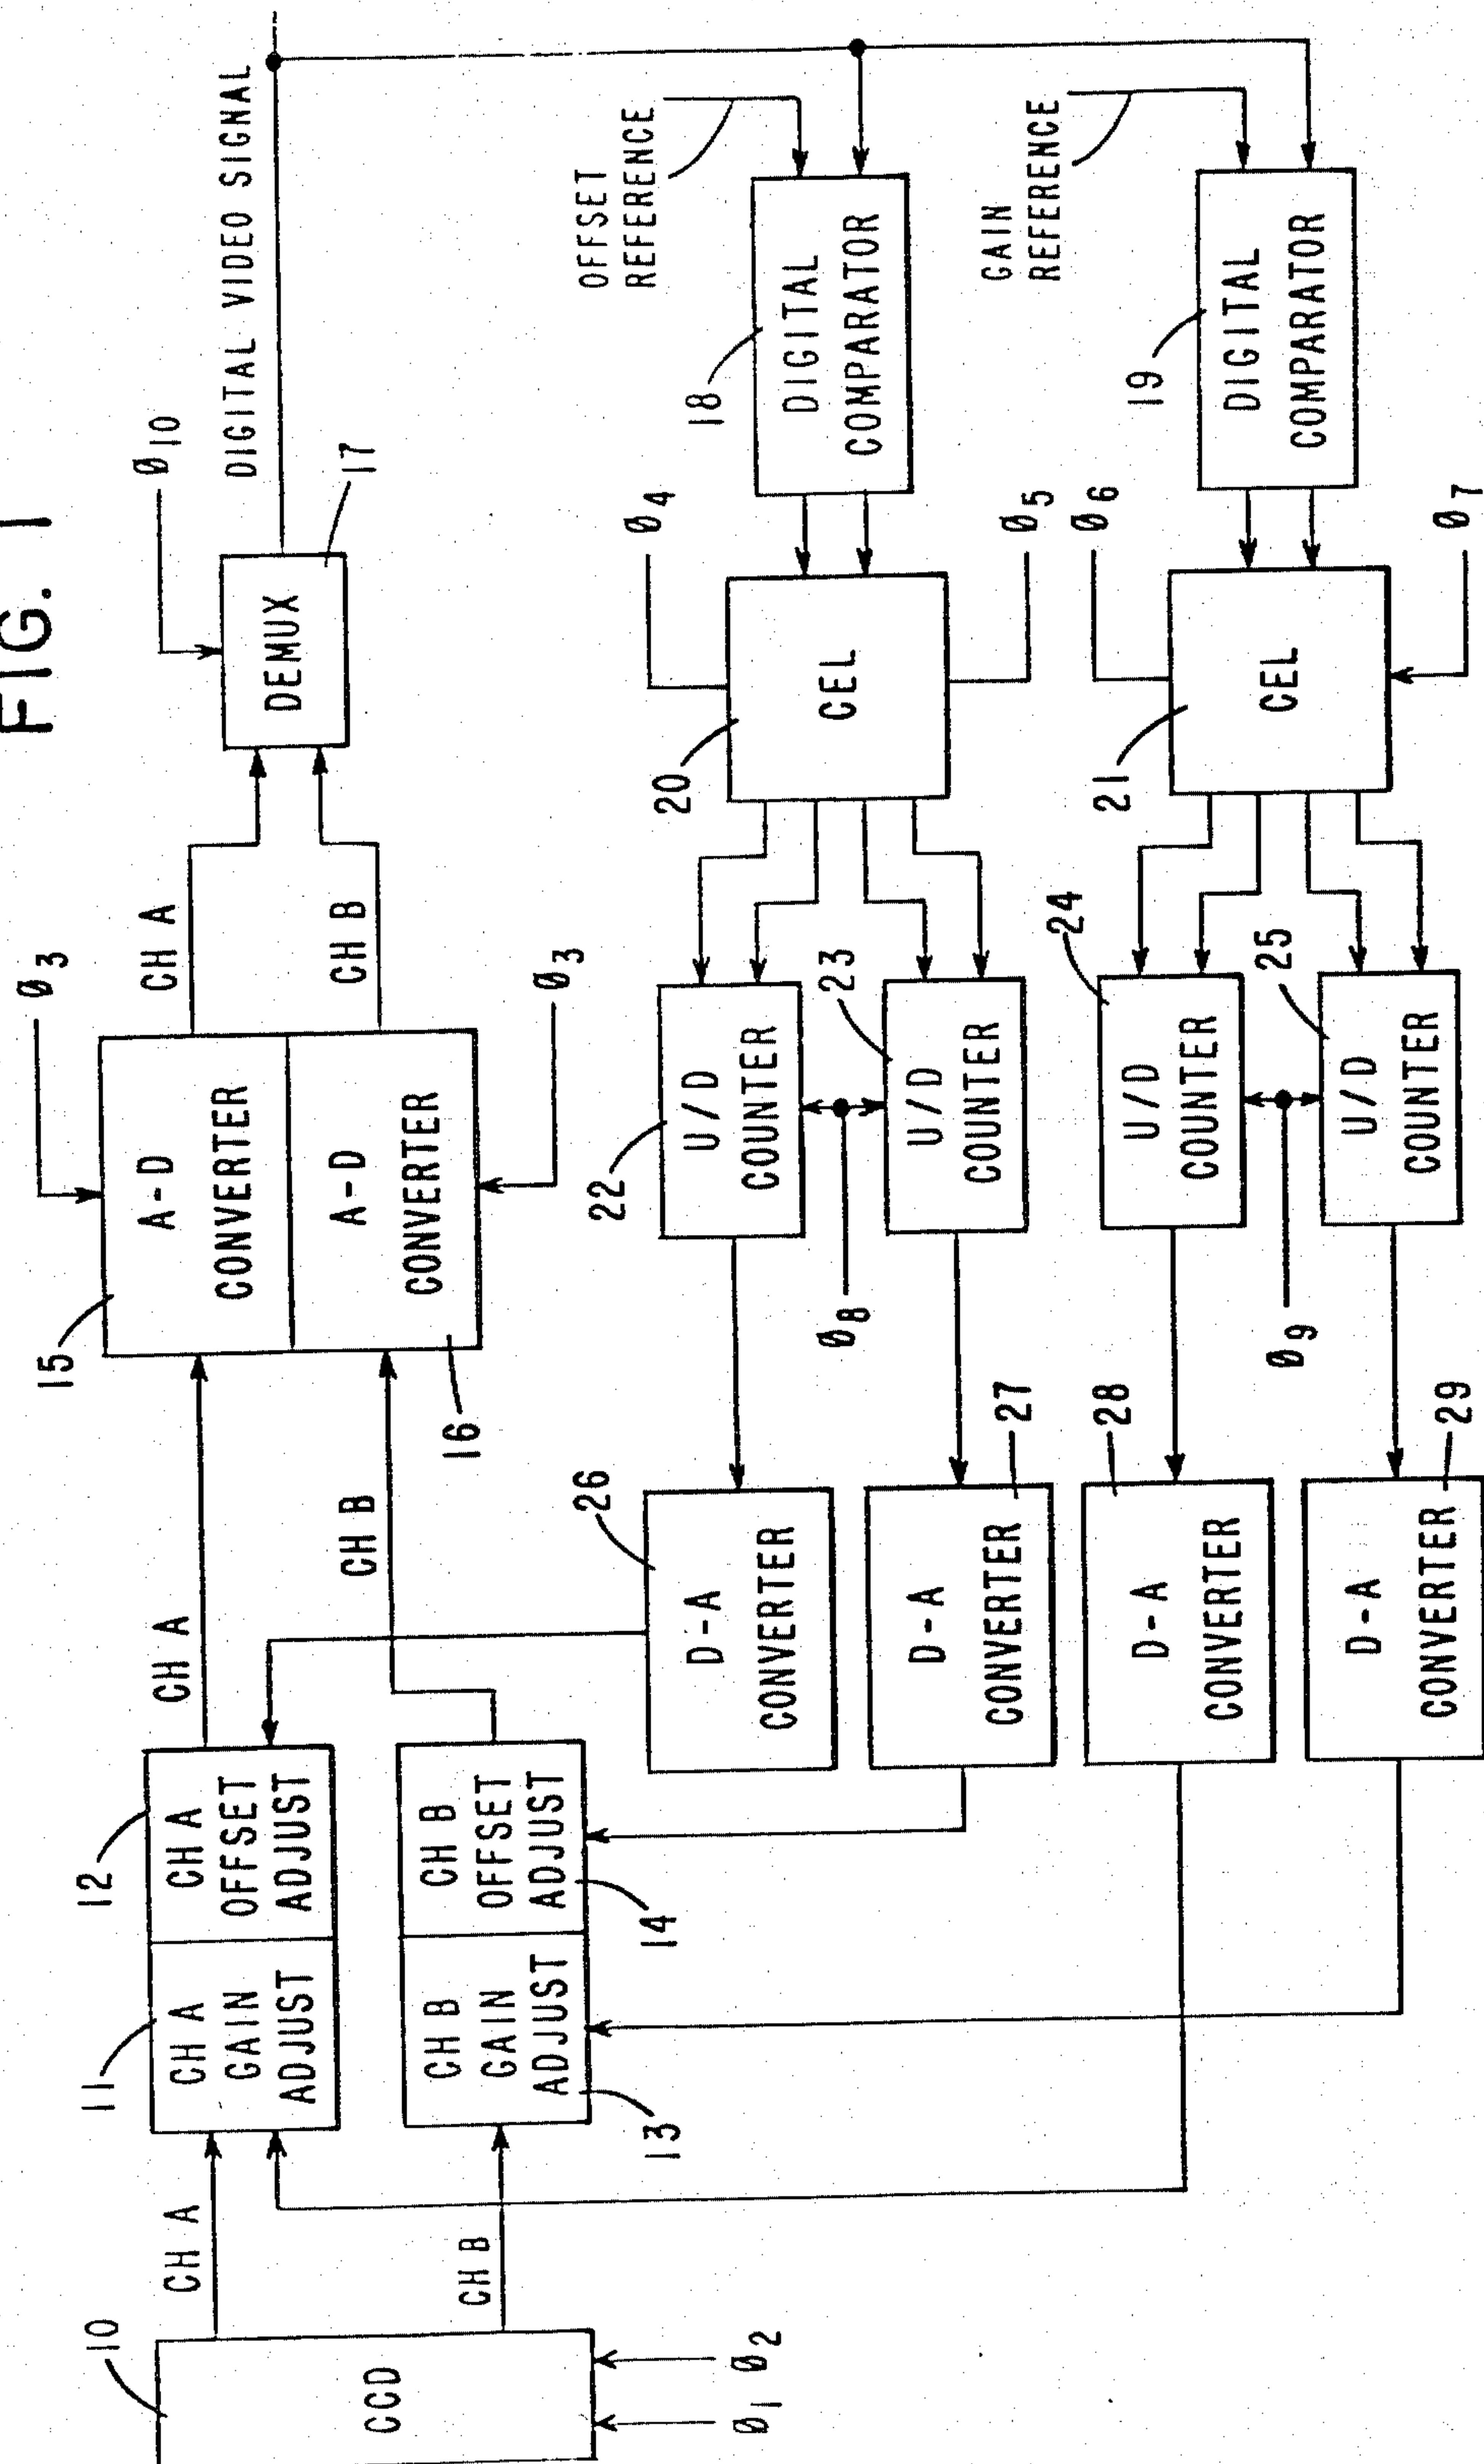 FIG. 1
10
CCD
Ø1
Ø2
CH A
CH B
11
CH A
GAIN
ADJUST
12
CH A
OFFSET
ADJUST
13
CH B
GAIN
ADJUST
14
CH B
OFFSET
ADJUST
CH A
CH B
15
A-D
CONVERTER
16
A-D
CONVERTER
Ø3
Ø3
CH A
CH B
DEMUX
17
Ø10
DIGITAL VIDEO SIGNAL
26
D-A
CONVERTER
22
U/D
COUNTER
20
CEL
Ø4
18
DIGITAL
COMPARATOR
OFFSET
REFERENCE
27
D-A
CONVERTER
Ø8
23
U/D
COUNTER
Ø5
28
D-A
CONVERTER
24
U/D
COUNTER
21
CEL
Ø6
19
DIGITAL
COMPARATOR
GAIN
REFERENCE
29
D-A
CONVERTER
Ø9
25
U/D
COUNTER
Ø7